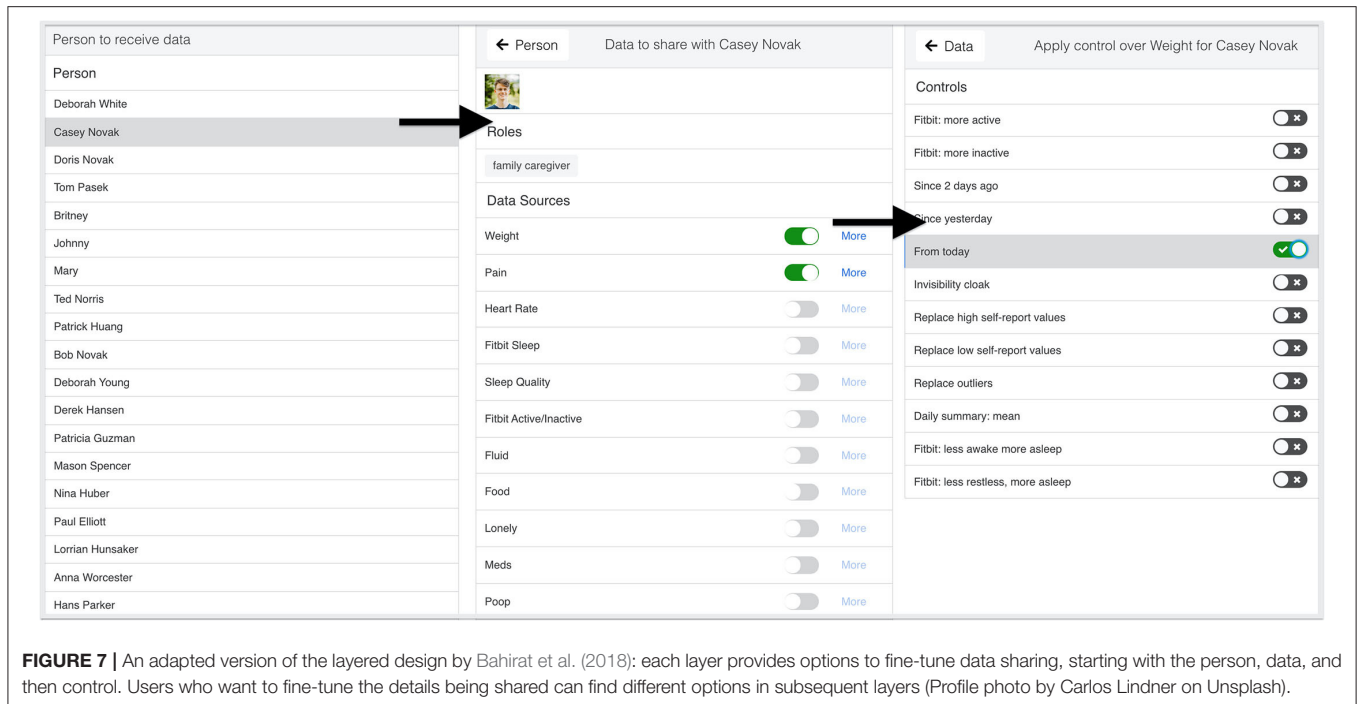 Person to receive data
Person
Deborah White
Casey Novak
Doris Novak
Tom Pasek
Britney
Johnny
Mary
Ted Norris
Patrick Huang
Bob Novak
Deborah Young
Derek Hansen
Patricia Guzman
Mason Spencer
Nina Huber
Paul Elliott
Lorrian Hunsaker
Anna Worcester
Hans Parker
← Person Data to share with Casey Novak
Roles
family caregiver
Data Sources
Weight More
Pain More
Heart Rate More
Fitbit Sleep More
Sleep Quality More
Fitbit Active/Inactive More
Fluid More
Food More
Lonely More
Meds More
Poop More
← Data Apply control over Weight for Casey Novak
Controls
Fitbit: more active
Fitbit: more inactive
Since 2 days ago
Since yesterday
From today
Invisibility cloak
Replace high self-report values
Replace low self-report values
Replace outliers
Daily summary: mean
Fitbit: less awake more asleep
Fitbit: less restless, more asleep
FIGURE 7 | An adapted version of the layered design by Bahirat et al. (2018): each layer provides options to fine-tune data sharing, starting with the person, data, and
then control. Users who want to fine-tune the details being shared can find different options in subsequent layers (Profile photo by Carlos Lindner on Unsplash).